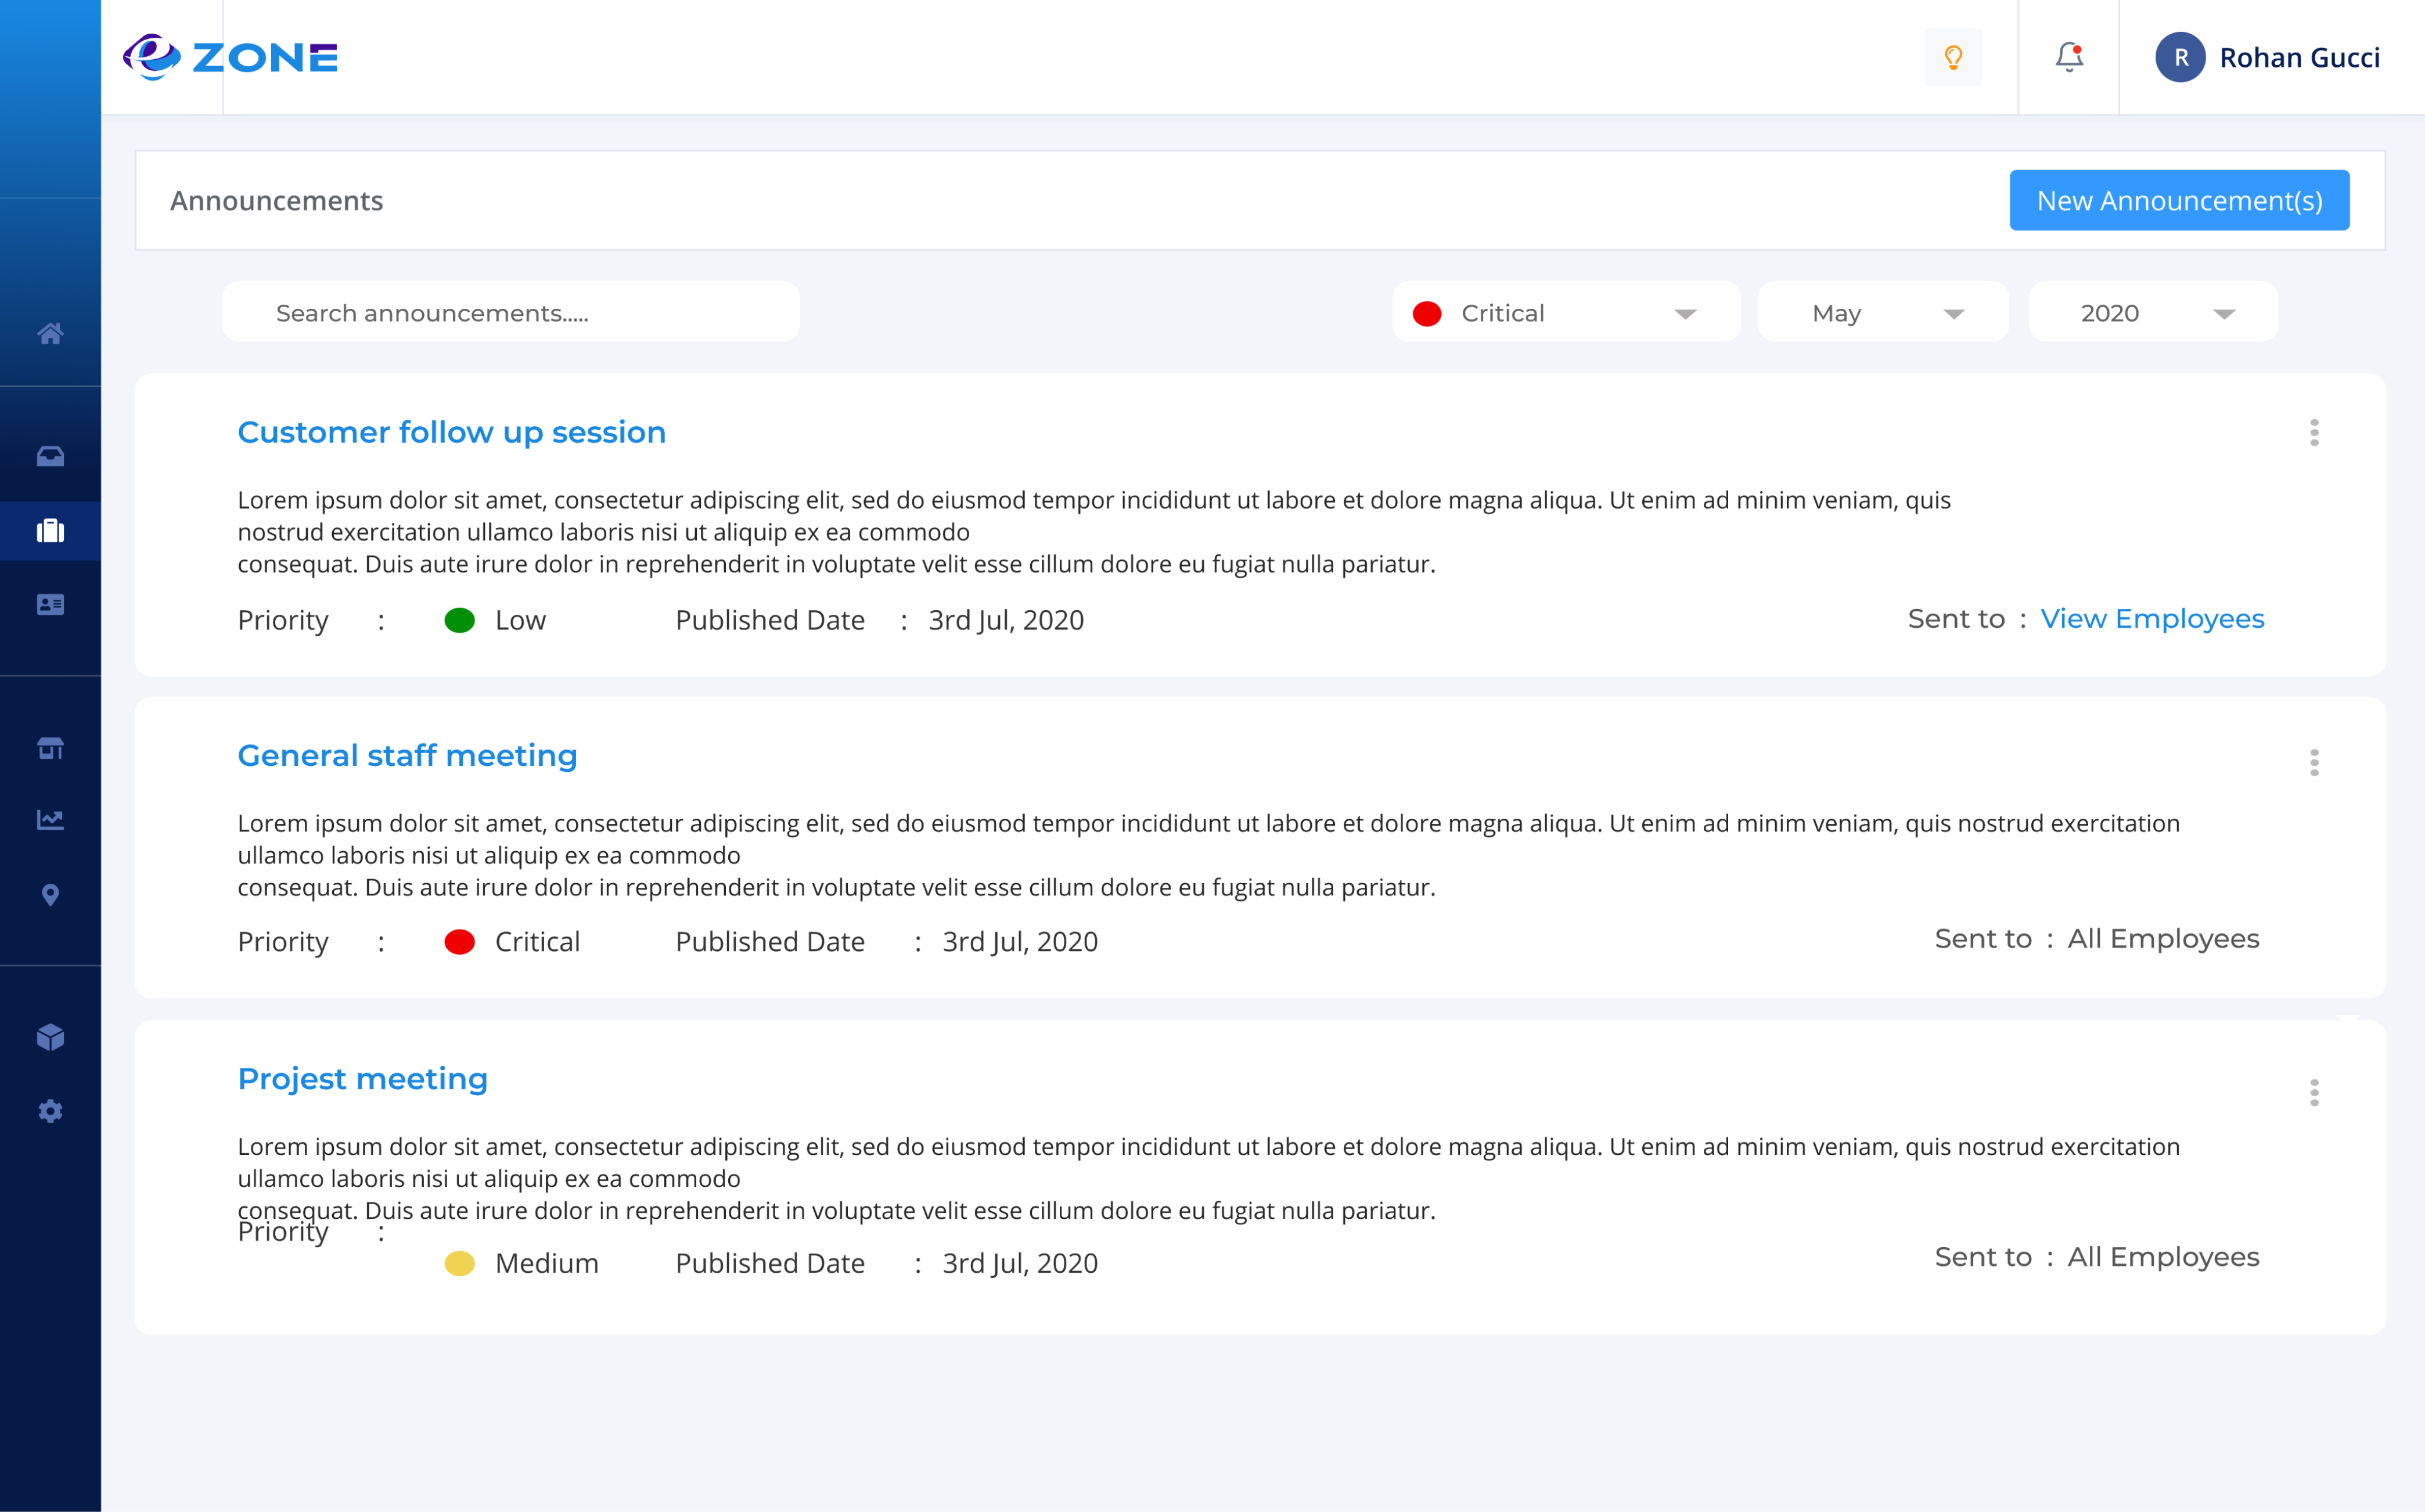 e ZONE
R Rohan Gucci
Announcements
New Announcement(s)
Search announcements.....
Critical
May
2020
Customer follow up session
Lorem ipsum dolor sit amet, consectetur adipiscing elit, sed do eiusmod tempor incididunt ut labore et dolore magna aliqua. Ut enim ad minim veniam, quis
nostrud exercitation ullamco laboris nisi ut aliquip ex ea commodo
consequat. Duis aute irure dolor in reprehenderit in voluptate velit esse cillum dolore eu fugiat nulla pariatur.
Priority : Low Published Date : 3rd Jul, 2020 Sent to : View Employees
General staff meeting
Lorem ipsum dolor sit amet, consectetur adipiscing elit, sed do eiusmod tempor incididunt ut labore et dolore magna aliqua. Ut enim ad minim veniam, quis nostrud exercitation
ullamco laboris nisi ut aliquip ex ea commodo
consequat. Duis aute irure dolor in reprehenderit in voluptate velit esse cillum dolore eu fugiat nulla pariatur.
Priority : Critical Published Date : 3rd Jul, 2020 Sent to : All Employees
Projest meeting
Lorem ipsum dolor sit amet, consectetur adipiscing elit, sed do eiusmod tempor incididunt ut labore et dolore magna aliqua. Ut enim ad minim veniam, quis nostrud exercitation
ullamco laboris nisi ut aliquip ex ea commodo
consequat. Duis aute irure dolor in reprehenderit in voluptate velit esse cillum dolore eu fugiat nulla pariatur.
Priority :
Medium Published Date : 3rd Jul, 2020 Sent to : All Employees